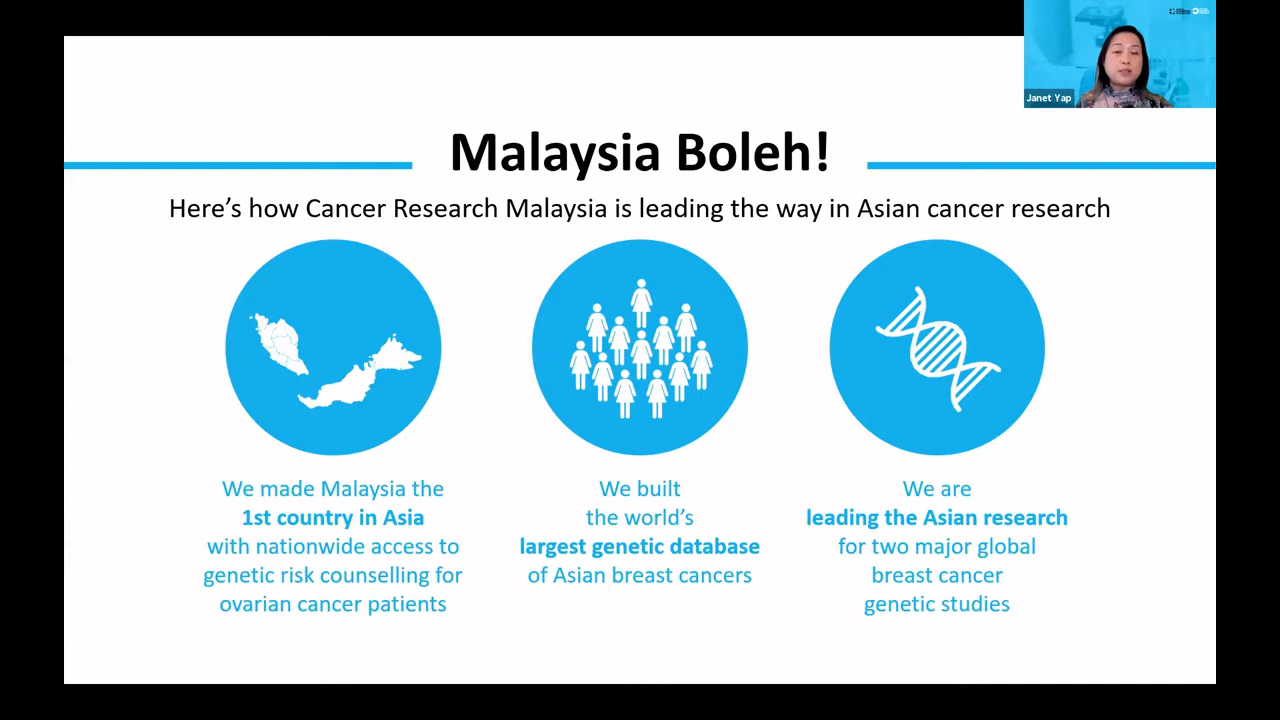 Janet Yap
Malaysia Boleh!
Here’s how Cancer Research Malaysia is leading the way in Asian cancer research
We made Malaysia the
1st country in Asia
with nationwide access to
genetic risk counselling for
ovarian cancer patients
We built
the world’s
largest genetic database
of Asian breast cancers
We are
leading the Asian research
for two major global
breast cancer
genetic studies